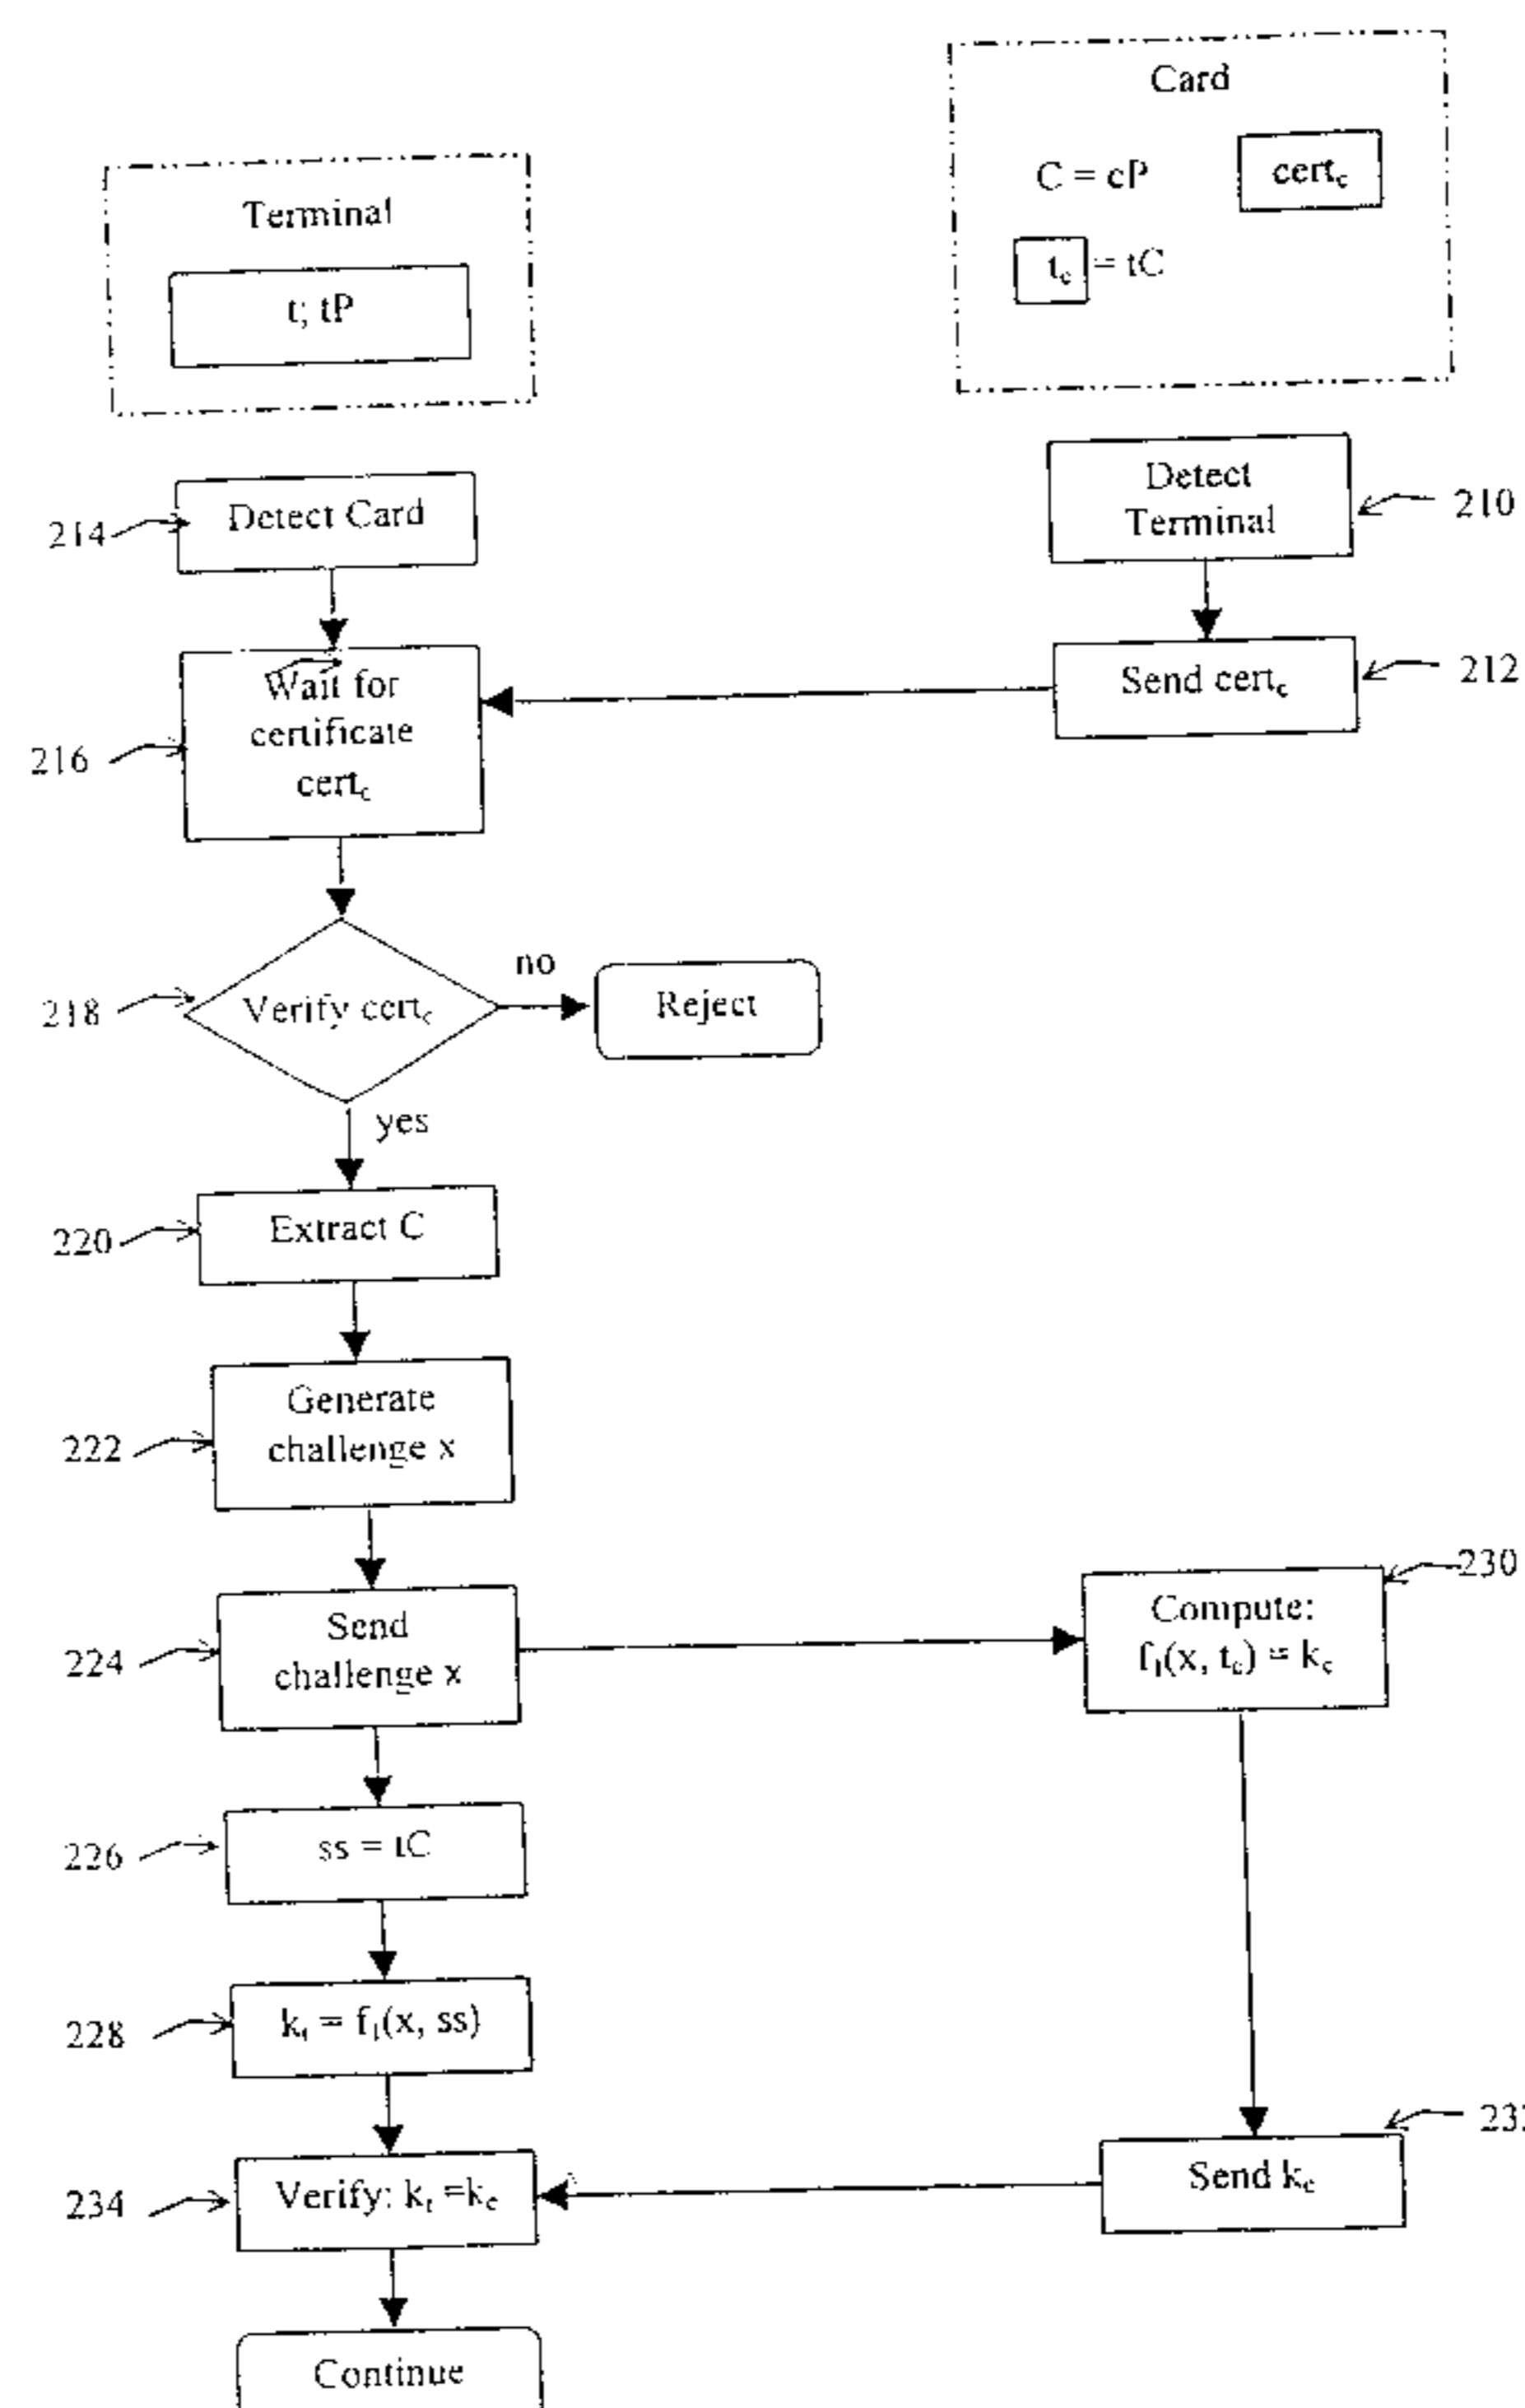 Card
C = cP
cert_c
t_c = tC
Terminal
t; tP
Detect Card
214
Detect
Terminal
210
Wait for
certificate
cert_c
216
Send cert_c
212
Verify cert_c
218
no
Reject
yes
Extract C
220
Generate
challenge x
222
Send
challenge x
224
Compute:
f_1(x, t_c) = k_c
230
ss = tC
226
k_t = f_1(x, ss)
228
Verify: k_t =k_c
234
Send k_c
Continue